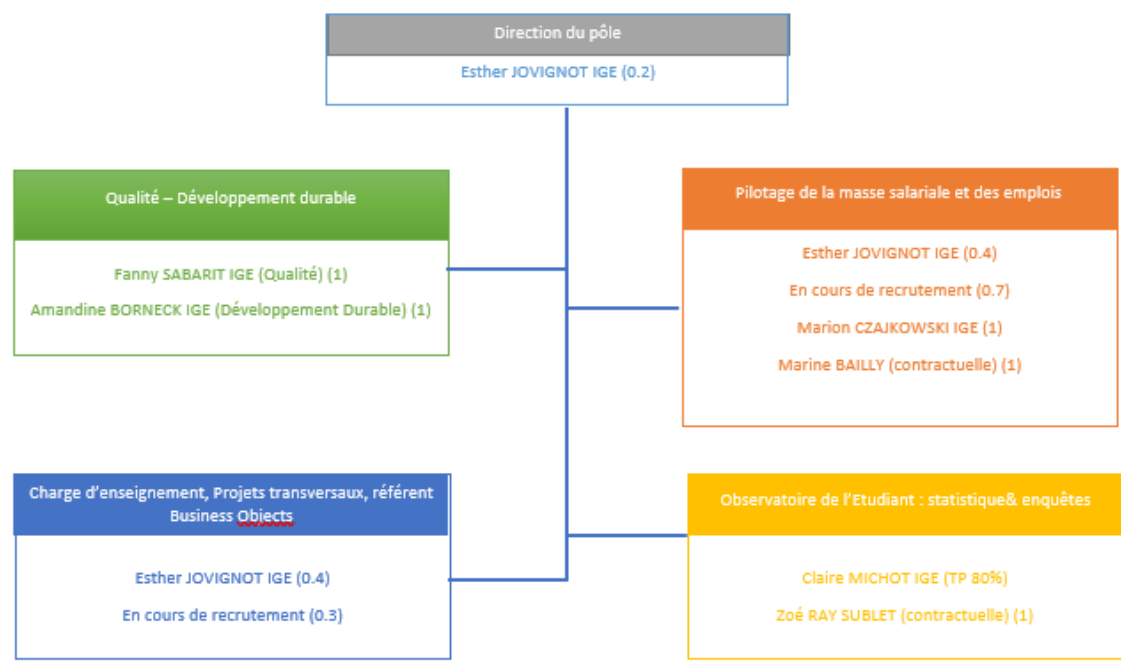 Direction du pôle
Esther JOVIGNOT IGE (0.2)
Qualité – Développement durable
Fanny SABARIT IGE (Qualité) (1)
Amandine BORNECK IGE (Développement Durable) (1)
Pilotage de la masse salariale et des emplois
Esther JOVIGNOT IGE (0.4)
En cours de recrutement (0.7)
Marion CZAJKOWSKI IGE (1)
Marine BAILLY (contractuelle) (1)
Charge d'enseignement, Projets transversaux, référent
Business Objects
Esther JOVIGNOT IGE (0.4)
En cours de recrutement (0.3)
Observatoire de l'Etudiant : statistique& enquêtes
Claire MICHOT IGE (TP 80%)
Zoé RAY SUBLET (contractuelle) (1)